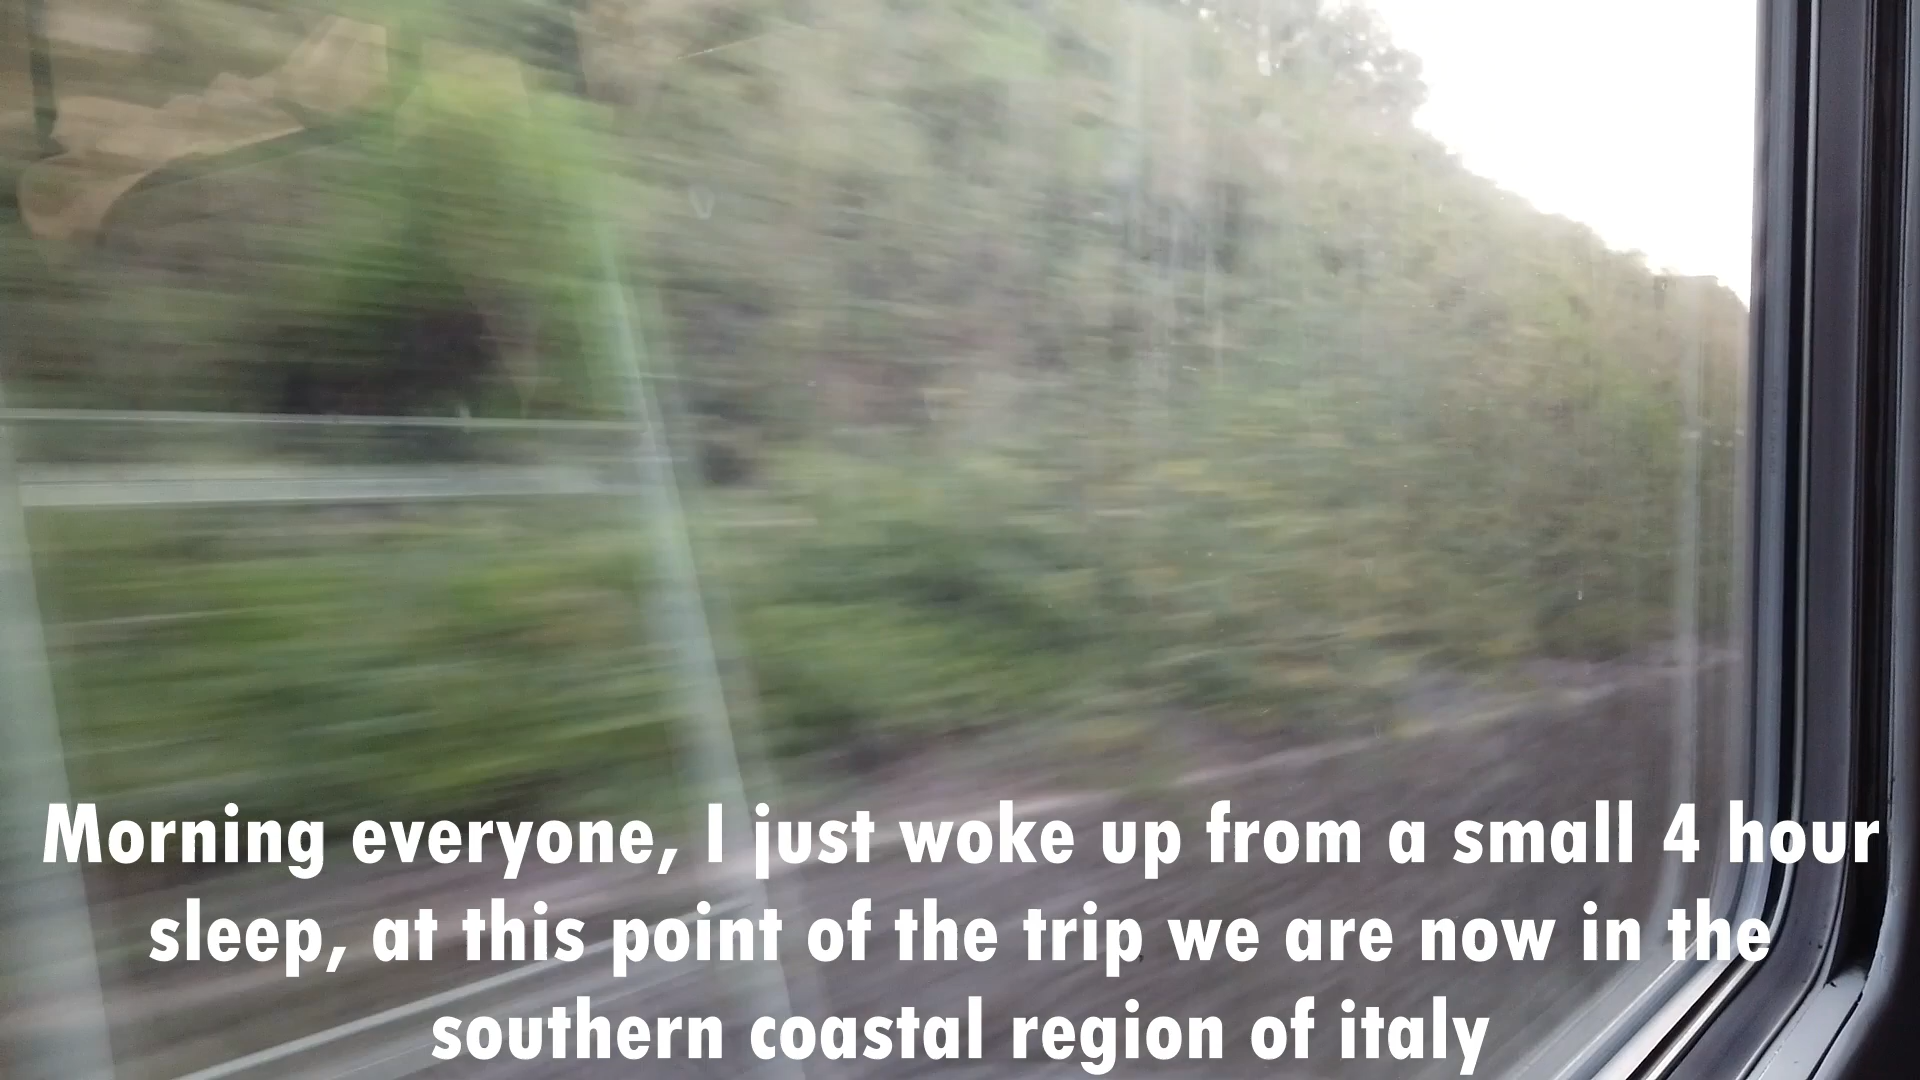 Morning everyone, I just woke up from a small 4 hour
sleep, at this point of the trip we are now in the
southern coastal region of italy